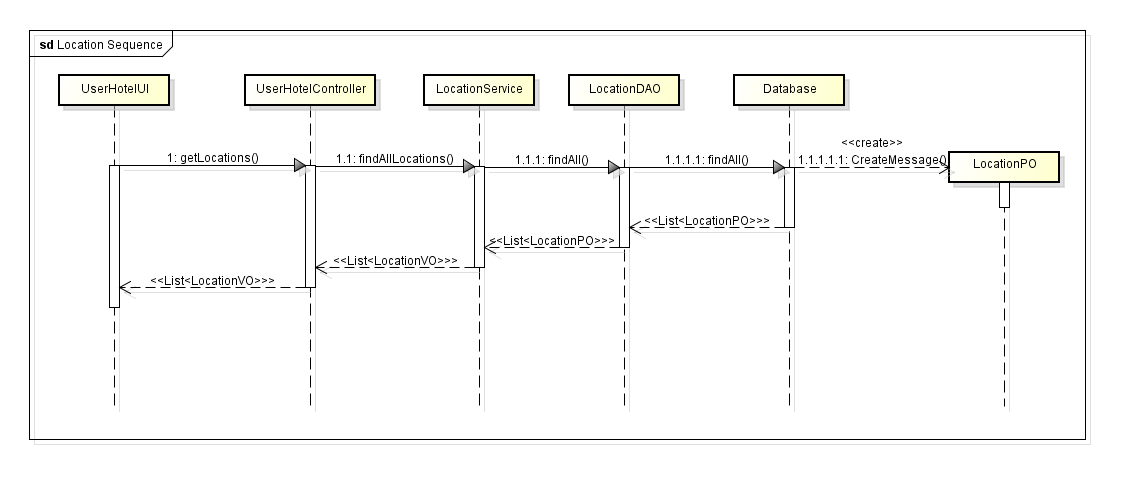 sd Location Sequence
UserHotelUI
UserHotelController
LocationService
LocationDAO
Database
<<create>>
1: getLocations()
1.1: findAllLocations()
1.1.1: findAll()
1.1.1.1: findAll()
1.1.1.1.1: CreateMessage()
LocationPO
<<List<LocationPO>>>
<<List<LocationPO>>>
<<List<LocationVO>>>
<<List<LocationVO>>>